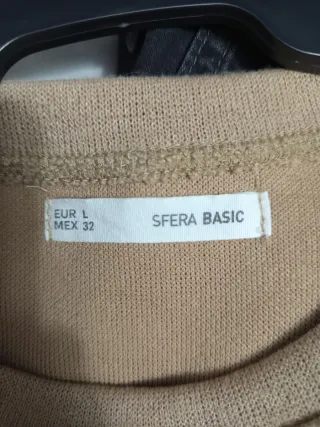 EUR L
MEX 32
SFERA BASIC